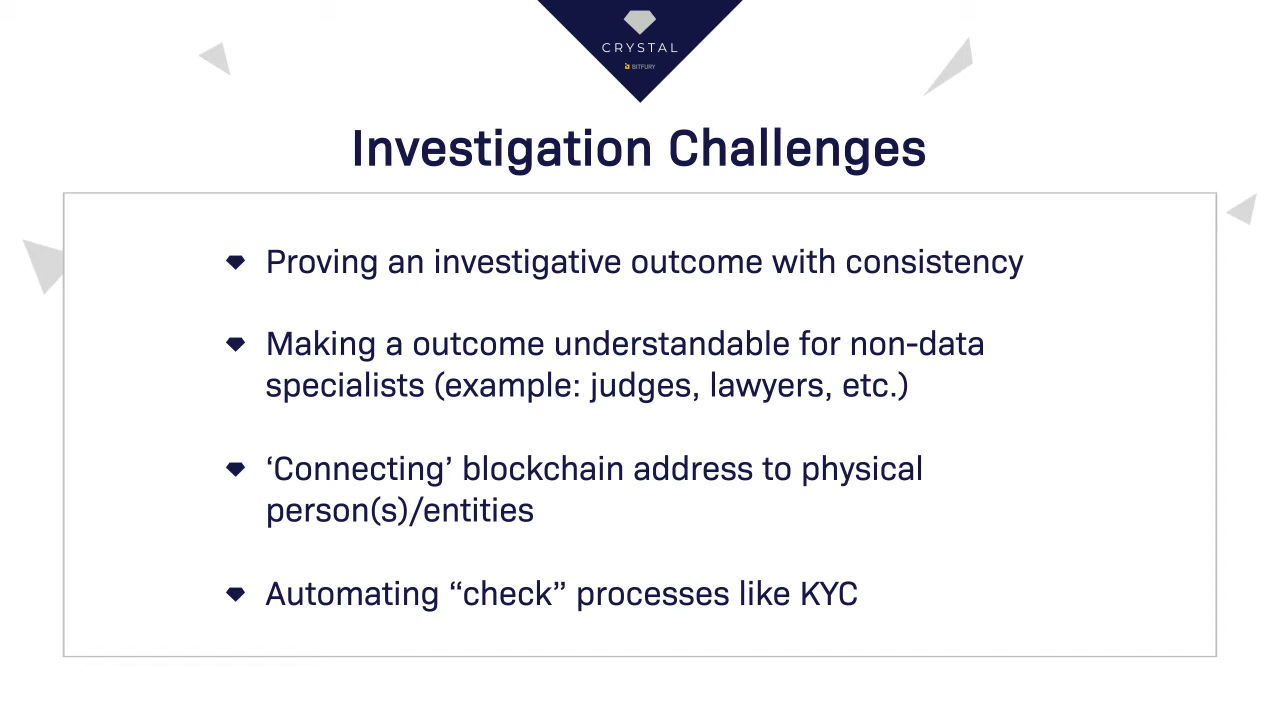 CRYSTAL
BITFURY
Investigation Challenges
Proving an investigative outcome with consistency
Making a outcome understandable for non-data
specialists (example: judges, lawyers, etc.)
‘Connecting’ blockchain address to physical
person(s)/entities
Automating “check” processes like KYC